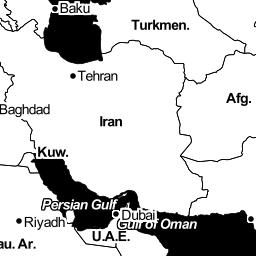 Baku
Turkmen.
Tehran
Afg.
Baghdad
Iran
Kuw.
Persian Gulf
Dubai
Gulf of Oman
Riyadh
U.A.E.
au. Ar.